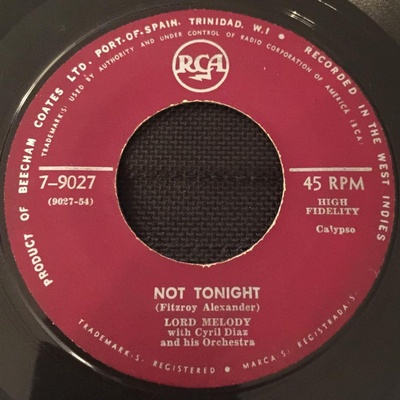 PRODUCT OF BEECHAM COATES LTD. PORT-OF-SPAIN, TRINIDAD, W.I • RECORDED IN THE WEST INDIES
TRADEMARK(S) USED BY AUTHORITY AND UNDER CONTROL OF RADIO CORPORATION OF AMERICA (RCA)
RCA
7-9027
(9027-54)
45 RPM
HIGH
FIDELITY
Calypso
NOT TONIGHT
(Fitzroy Alexander)
LORD MELODY
with Cyril Diaz
and his Orchestra
TRADEMARKS • REGISTERED • MARCA(S) REGISTRADA(S)